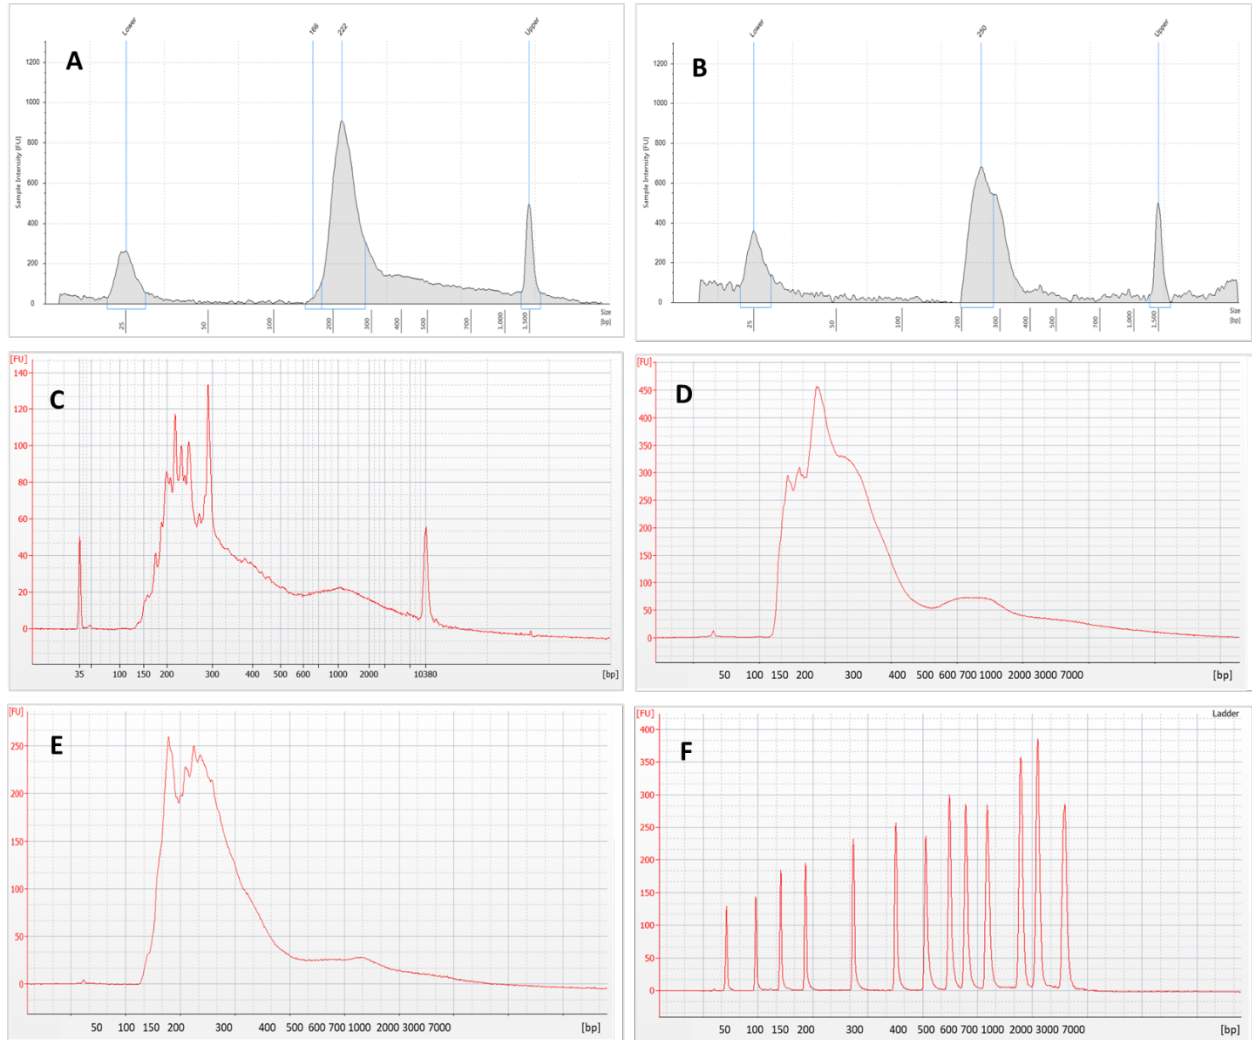 A
Lower 168 222 Upper
Sample Intensity [FU]
1200
1000
800
600
400
200
0
25 50 100 200 300 400 500 700 1,000 1,500 Size [bp]
B
Lower 250 Upper
Sample Intensity [FU]
1200
1000
800
600
400
200
0
25 50 100 200 300 400 500 700 1,000 1,500 Size [bp]
C
[FU]
140
120
100
80
60
40
20
0
35 100 150 200 300 400 500 600 1000 2000 10380 [bp]
D
[FU]
450
400
350
300
250
200
150
100
50
0
50 100 150 200 300 400 500 600 700 1000 2000 3000 7000 [bp]
E
[FU]
250
200
150
100
50
0
50 100 150 200 300 400 500 600 700 1000 2000 3000 7000 [bp]
F
[FU] Ladder
400
350
300
250
200
150
100
50
0
50 100 150 200 300 400 500 600 700 1000 2000 3000 7000 [bp]